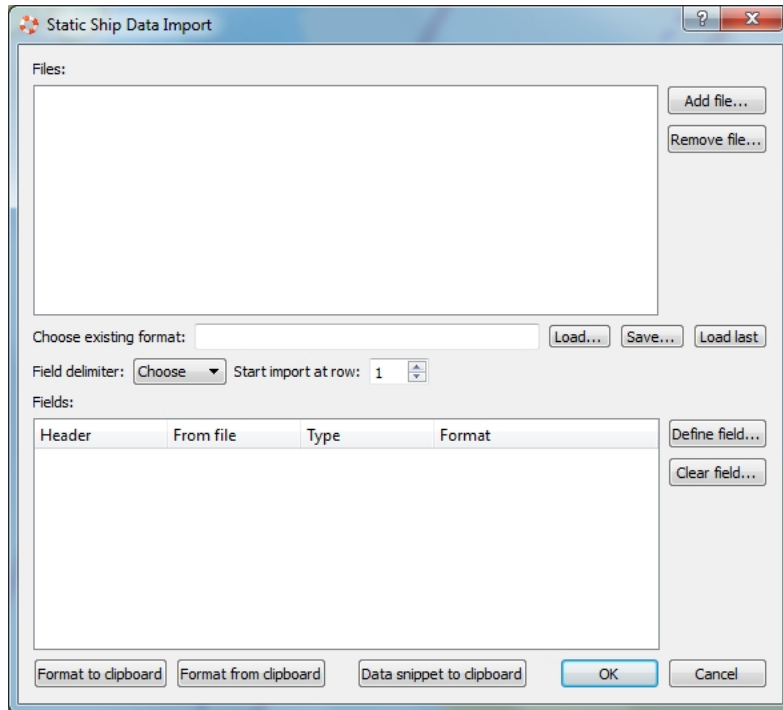 Static Ship Data Import
Files:
Add file...
Remove file...
Choose existing format: Load... Save... Load last
Field delimiter: Choose Start import at row: 1
Fields:
Header From file Type Format
Define field...
Clear field...
Format to clipboard Format from clipboard Data snippet to clipboard OK Cancel